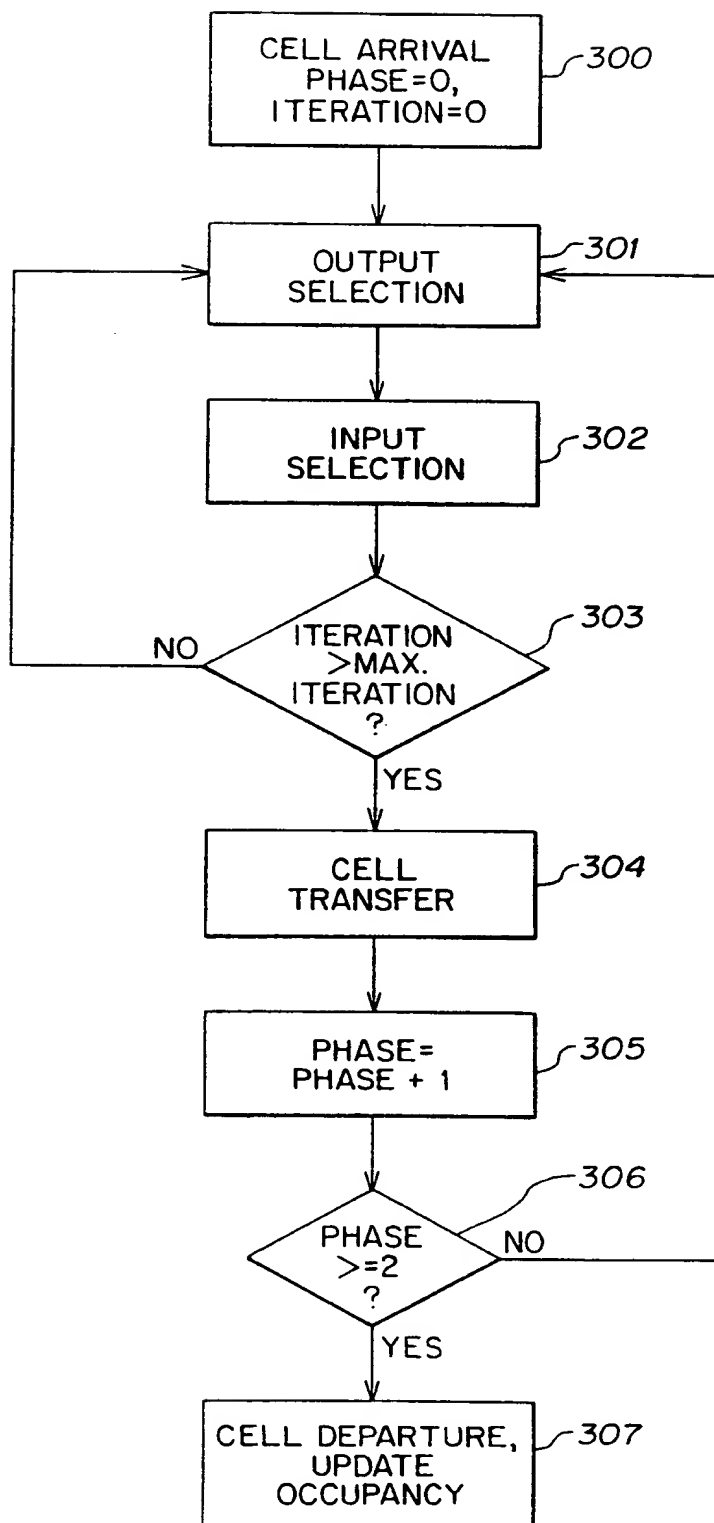 CELL ARRIVAL
PHASE=0,
ITERATION=0
300
OUTPUT
SELECTION
301
INPUT
SELECTION
302
ITERATION
>MAX.
ITERATION
?
303
NO
YES
CELL
TRANSFER
304
PHASE=
PHASE + 1
305
PHASE
>=2
?
306
NO
YES
CELL DEPARTURE,
UPDATE
OCCUPANCY
307